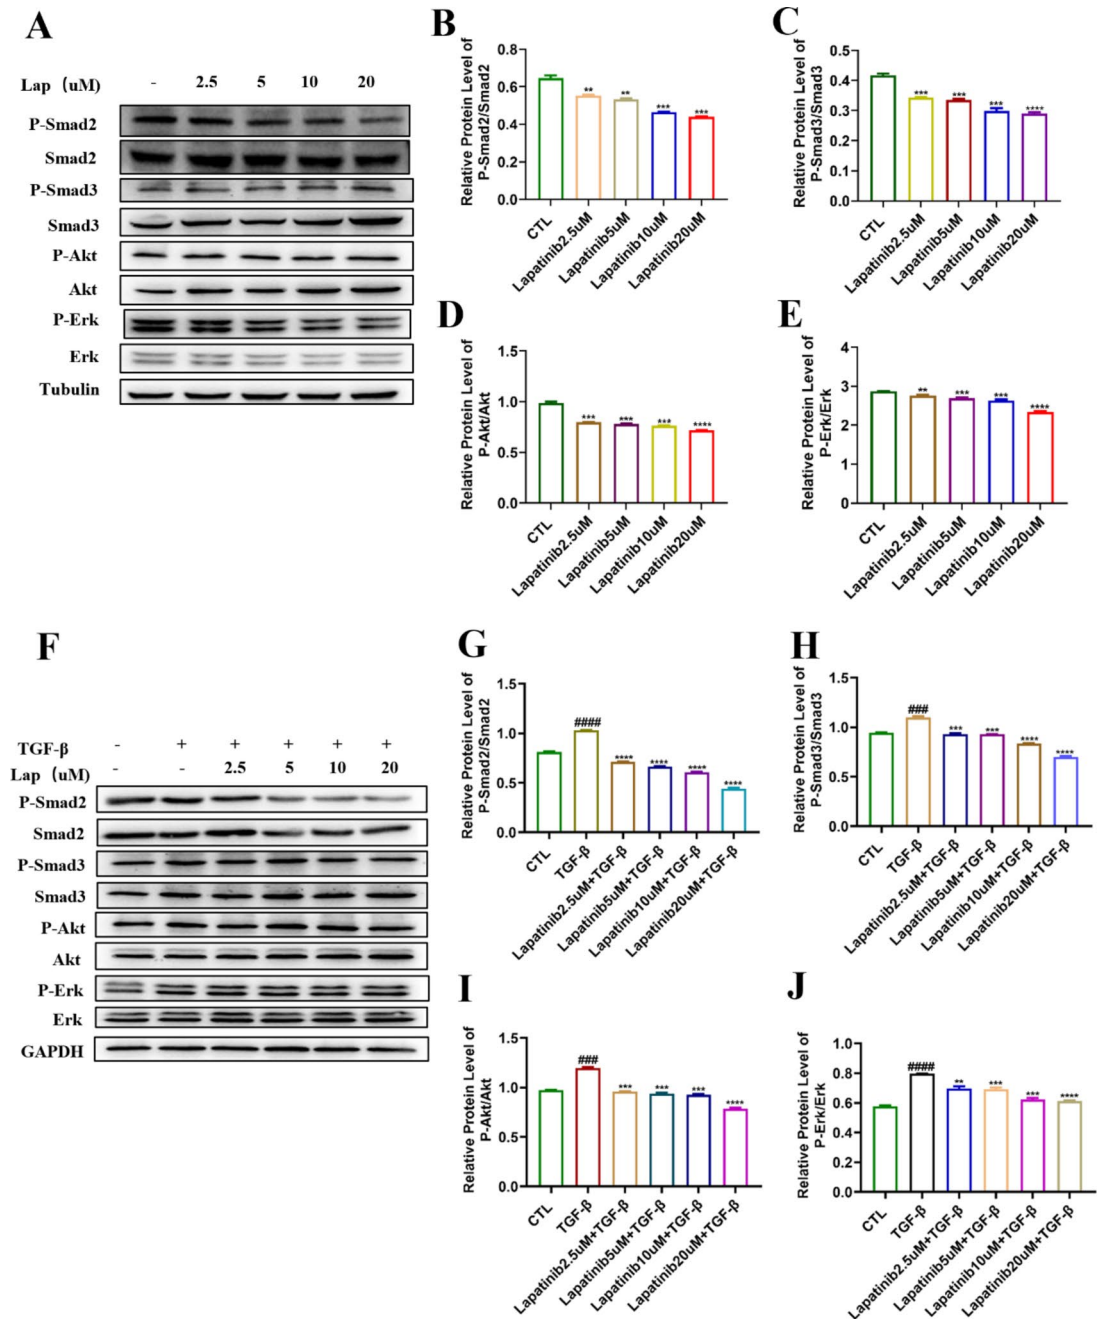 A
Lap (uM) - 2.5 5 10 20
P-Smad2
Smad2
P-Smad3
Smad3
P-Akt
Akt
P-Erk
Erk
Tubulin
B
Relative Protein Level of
P-Smad2/Smad2
0.8
0.6
0.4
0.2
0.0
** ** *** ***
CTL
Lapatinib2.5uM
Lapatinib5uM
Lapatinib10uM
Lapatinib20uM
C
Relative Protein Level of
P-Smad3/Smad3
0.5
0.4
0.3
0.2
0.1
0.0
*** *** *** ****
CTL
Lapatinib2.5uM
Lapatinib5uM
Lapatinib10uM
Lapatinib20uM
D
Relative Protein Level of
P-Akt/Akt
1.5
1.0
0.5
0.0
*** *** *** ****
CTL
Lapatinib2.5uM
Lapatinib5uM
Lapatinib10uM
Lapatinib20uM
E
Relative Protein Level of
P-Erk/Erk
4
3
2
1
0
** *** *** ****
CTL
Lapatinib2.5uM
Lapatinib5uM
Lapatinib10uM
Lapatinib20uM
F
TGF-β - + + + + +
Lap (uM) - - 2.5 5 10 20
P-Smad2
Smad2
P-Smad3
Smad3
P-Akt
Akt
P-Erk
Erk
GAPDH
G
Relative Protein Level of
P-Smad2/Smad2
1.5
1.0
0.5
0.0
#### **** **** **** ****
CTL
TGF-β
Lapatinib2.5uM+TGF-β
Lapatinib5uM+TGF-β
Lapatinib10uM+TGF-β
Lapatinib20uM+TGF-β
H
Relative Protein Level of
P-Smad3/Smad3
1.5
1.0
0.5
0.0
### *** *** **** ****
CTL
TGF-β
Lapatinib2.5uM+TGF-β
Lapatinib5uM+TGF-β
Lapatinib10uM+TGF-β
Lapatinib20uM+TGF-β
I
Relative Protein Level of
P-Akt/Akt
1.5
1.0
0.5
0.0
### *** *** *** ****
CTL
TGF-β
Lapatinib2.5uM+TGF-β
Lapatinib5uM+TGF-β
Lapatinib10uM+TGF-β
Lapatinib20uM+TGF-β
J
Relative Protein Level of
P-Erk/Erk
1.0
0.8
0.6
0.4
0.2
0.0
#### ** *** *** ****
CTL
TGF-β
Lapatinib2.5uM+TGF-β
Lapatinib5uM+TGF-β
Lapatinib10uM+TGF-β
Lapatinib20uM+TGF-β